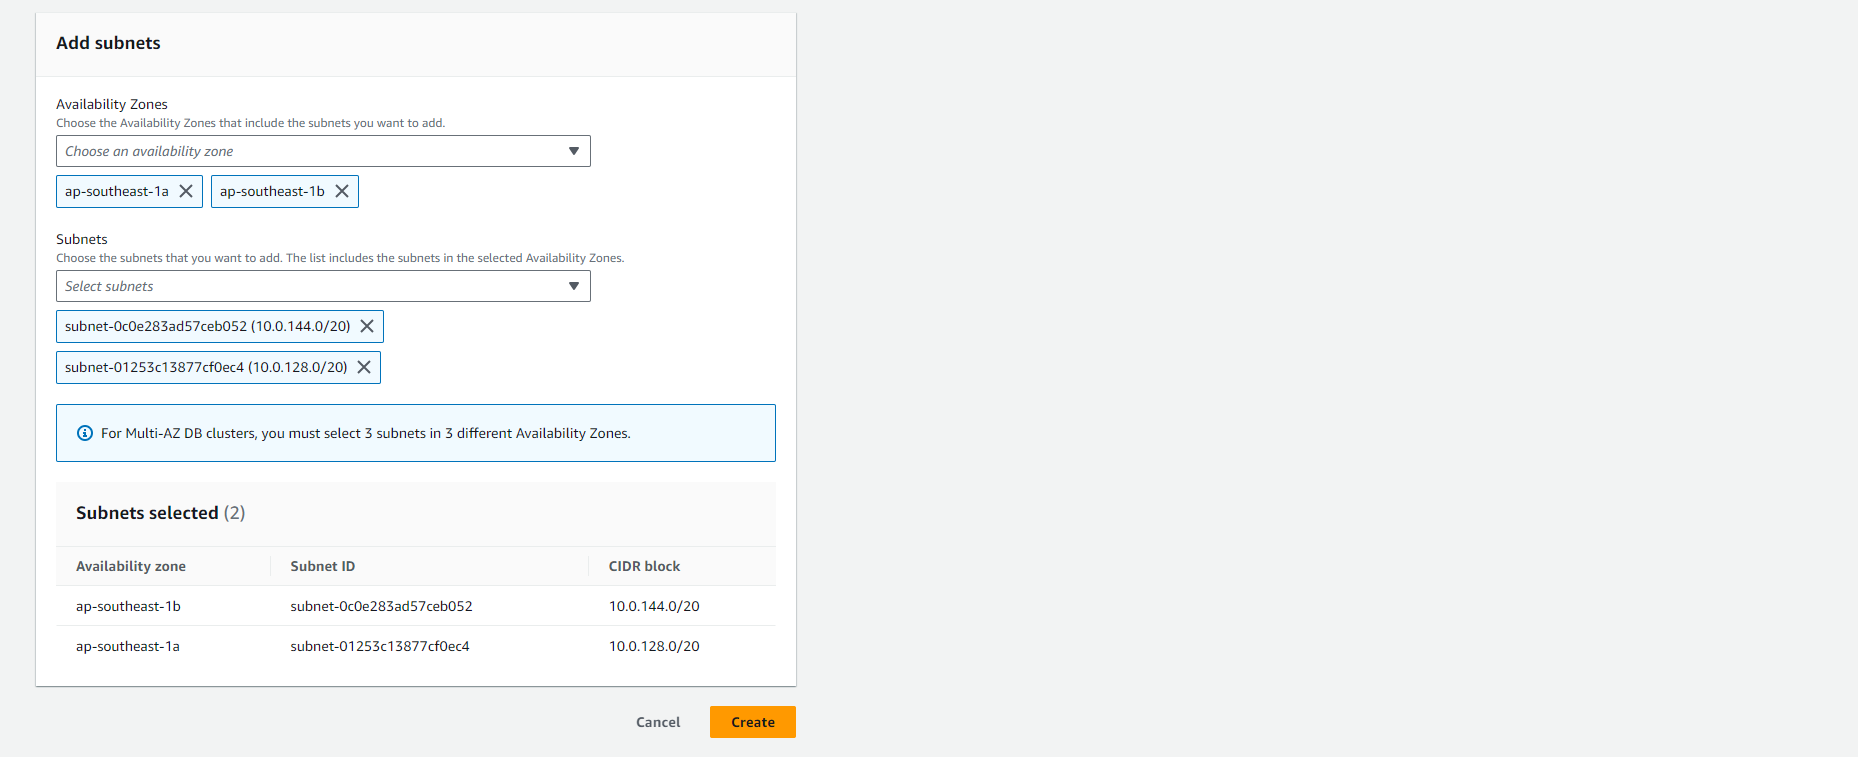 Add subnets
Availability Zones
Choose the Availability Zones that include the subnets you want to add.
Choose an availability zone
ap-southeast-1a ap-southeast-1b
Subnets
Choose the subnets that you want to add. The list includes the subnets in the selected Availability Zones.
Select subnets
subnet-0c0e283ad57ceb052 (10.0.144.0/20)
subnet-01253c13877cf0ec4 (10.0.128.0/20)
For Multi-AZ DB clusters, you must select 3 subnets in 3 different Availability Zones.
Subnets selected (2)
Availability zone Subnet ID CIDR block
ap-southeast-1b subnet-0c0e283ad57ceb052 10.0.144.0/20
ap-southeast-1a subnet-01253c13877cf0ec4 10.0.128.0/20
Cancel Create